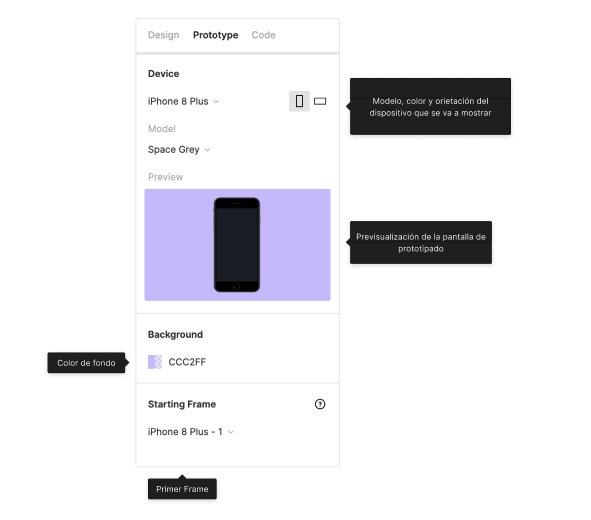 Design Prototype Code
Device
iPhone 8 Plus
Modelo, color y orietación del
dispositivo que se va a mostrar
Model
Space Grey
Preview
Previsualización de la pantalla de
prototipado
Background
Color de fondo
CCC2FF
Starting Frame ?
iPhone 8 Plus - 1
Primer Frame